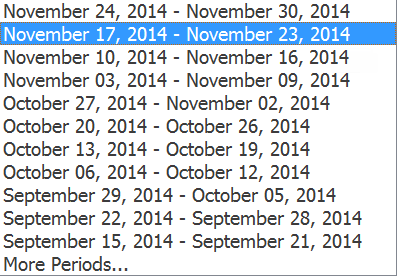 November 24, 2014 - November 30, 2014
November 17, 2014 - November 23, 2014
November 10, 2014 - November 16, 2014
November 03, 2014 - November 09, 2014
October 27, 2014 - November 02, 2014
October 20, 2014 - October 26, 2014
October 13, 2014 - October 19, 2014
October 06, 2014 - October 12, 2014
September 29, 2014 - October 05, 2014
September 22, 2014 - September 28, 2014
September 15, 2014 - September 21, 2014
More Periods...